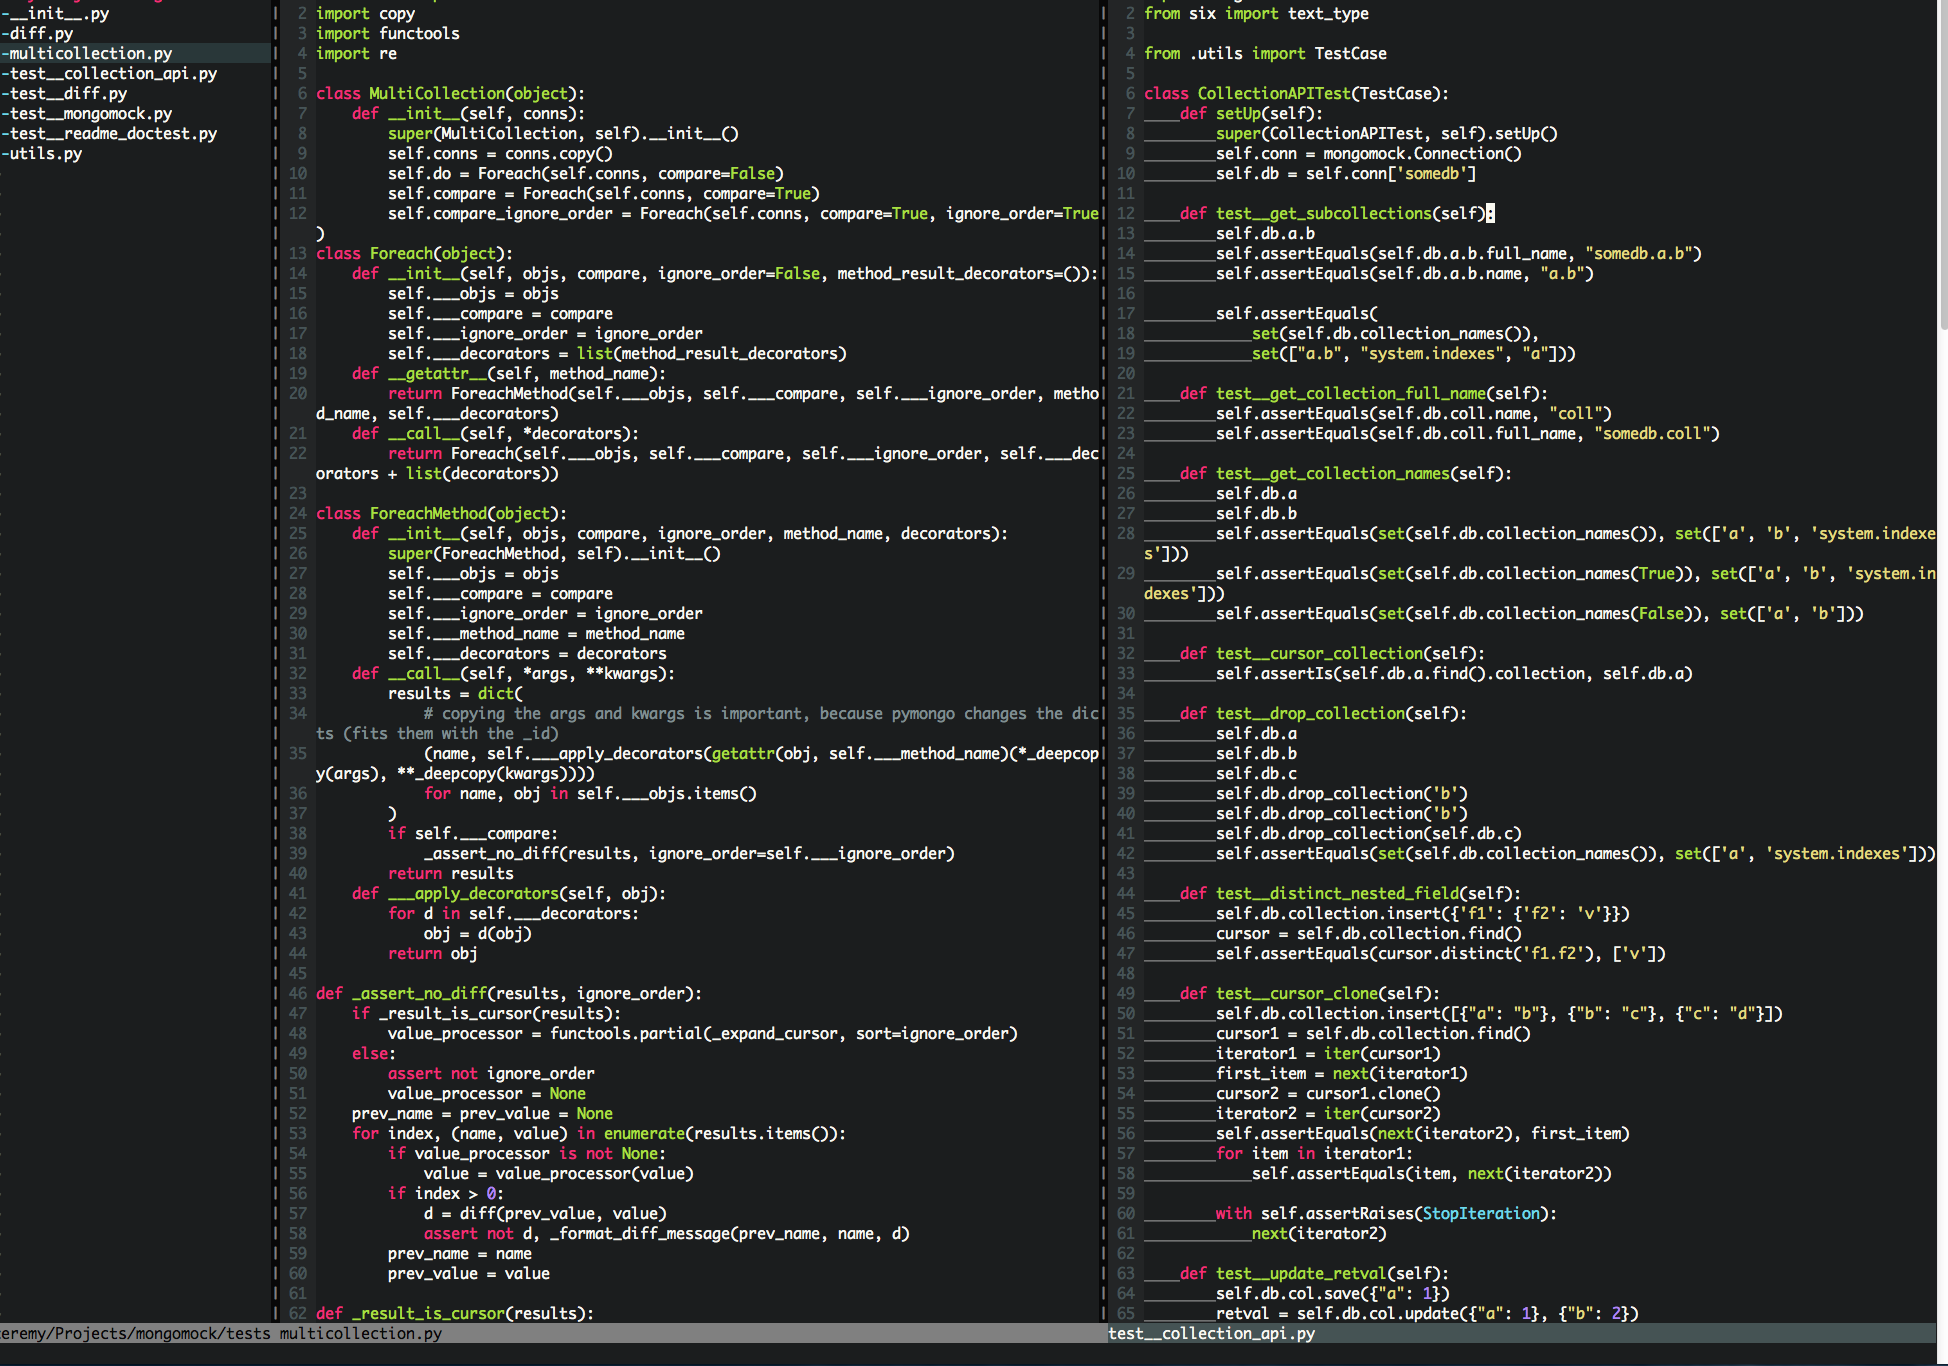 -__init__.py
-diff.py
-multicollection.py
-test__collection_api.py
-test__diff.py
-test__mongomock.py
-test__readme_doctest.py
-utils.py
2 import copy
3 import functools
4 import re
5
6 class MultiCollection(object):
7     def __init__(self, conns):
8         super(MultiCollection, self).__init__()
9         self.conns = conns.copy()
10         self.do = Foreach(self.conns, compare=False)
11         self.compare = Foreach(self.conns, compare=True)
12         self.compare_ignore_order = Foreach(self.conns, compare=True, ignore_order=True
)
13 class Foreach(object):
14     def __init__(self, objs, compare, ignore_order=False, method_result_decorators=()):
15         self.___objs = objs
16         self.___compare = compare
17         self.___ignore_order = ignore_order
18         self.___decorators = list(method_result_decorators)
19     def __getattr__(self, method_name):
20         return ForeachMethod(self.___objs, self.___compare, self.___ignore_order, metho
d_name, self.___decorators)
21     def __call__(self, *decorators):
22         return Foreach(self.___objs, self.___compare, self.___ignore_order, self.___dec
orators + list(decorators))
23
24 class ForeachMethod(object):
25     def __init__(self, objs, compare, ignore_order, method_name, decorators):
26         super(ForeachMethod, self).__init__()
27         self.___objs = objs
28         self.___compare = compare
29         self.___ignore_order = ignore_order
30         self.___method_name = method_name
31         self.___decorators = decorators
32     def __call__(self, *args, **kwargs):
33         results = dict(
34             # copying the args and kwargs is important, because pymongo changes the dic
ts (fits them with the _id)
35             (name, self.___apply_decorators(getattr(obj, self.___method_name)(*_deepcop
y(args), **_deepcopy(kwargs))))
36             for name, obj in self.___objs.items()
37         )
38         if self.___compare:
39             _assert_no_diff(results, ignore_order=self.___ignore_order)
40         return results
41     def ___apply_decorators(self, obj):
42         for d in self.___decorators:
43             obj = d(obj)
44         return obj
45
46 def _assert_no_diff(results, ignore_order):
47     if _result_is_cursor(results):
48         value_processor = functools.partial(_expand_cursor, sort=ignore_order)
49     else:
50         assert not ignore_order
51         value_processor = None
52     prev_name = prev_value = None
53     for index, (name, value) in enumerate(results.items()):
54         if value_processor is not None:
55             value = value_processor(value)
56         if index > 0:
57             d = diff(prev_value, value)
58             assert not d, _format_diff_message(prev_name, name, d)
59         prev_name = name
60         prev_value = value
61
62 def _result_is_cursor(results):
2 from six import text_type
3
4 from .utils import TestCase
5
6 class CollectionAPITest(TestCase):
7 ____def setUp(self):
8 ________super(CollectionAPITest, self).setUp()
9 ________self.conn = mongomock.Connection()
10 ________self.db = self.conn['somedb']
11
12 ____def test__get_subcollections(self):
13 ________self.db.a.b
14 ________self.assertEquals(self.db.a.b.full_name, "somedb.a.b")
15 ________self.assertEquals(self.db.a.b.name, "a.b")
16
17 ________self.assertEquals(
18 ____________set(self.db.collection_names()),
19 ____________set(["a.b", "system.indexes", "a"]))
20
21 ____def test__get_collection_full_name(self):
22 ________self.assertEquals(self.db.coll.name, "coll")
23 ________self.assertEquals(self.db.coll.full_name, "somedb.coll")
24
25 ____def test__get_collection_names(self):
26 ________self.db.a
27 ________self.db.b
28 ________self.assertEquals(set(self.db.collection_names()), set(['a', 'b', 'system.indexe
s']))
29 ________self.assertEquals(set(self.db.collection_names(True)), set(['a', 'b', 'system.in
dexes']))
30 ________self.assertEquals(set(self.db.collection_names(False)), set(['a', 'b']))
31
32 ____def test__cursor_collection(self):
33 ________self.assertIs(self.db.a.find().collection, self.db.a)
34
35 ____def test__drop_collection(self):
36 ________self.db.a
37 ________self.db.b
38 ________self.db.c
39 ________self.db.drop_collection('b')
40 ________self.db.drop_collection('b')
41 ________self.db.drop_collection(self.db.c)
42 ________self.assertEquals(set(self.db.collection_names()), set(['a', 'system.indexes']))
43
44 ____def test__distinct_nested_field(self):
45 ________self.db.collection.insert({'f1': {'f2': 'v'}})
46 ________cursor = self.db.collection.find()
47 ________self.assertEquals(cursor.distinct('f1.f2'), ['v'])
48
49 ____def test__cursor_clone(self):
50 ________self.db.collection.insert([{"a": "b"}, {"b": "c"}, {"c": "d"}])
51 ________cursor1 = self.db.collection.find()
52 ________iterator1 = iter(cursor1)
53 ________first_item = next(iterator1)
54 ________cursor2 = cursor1.clone()
55 ________iterator2 = iter(cursor2)
56 ________self.assertEquals(next(iterator2), first_item)
57 ________for item in iterator1:
58 ____________self.assertEquals(item, next(iterator2))
59
60 ________with self.assertRaises(StopIteration):
61 ____________next(iterator2)
62
63 ____def test__update_retval(self):
64 ________self.db.col.save({"a": 1})
65 ________retval = self.db.col.update({"a": 1}, {"b": 2})
eremy/Projects/mongomock/tests multicollection.py
test__collection_api.py